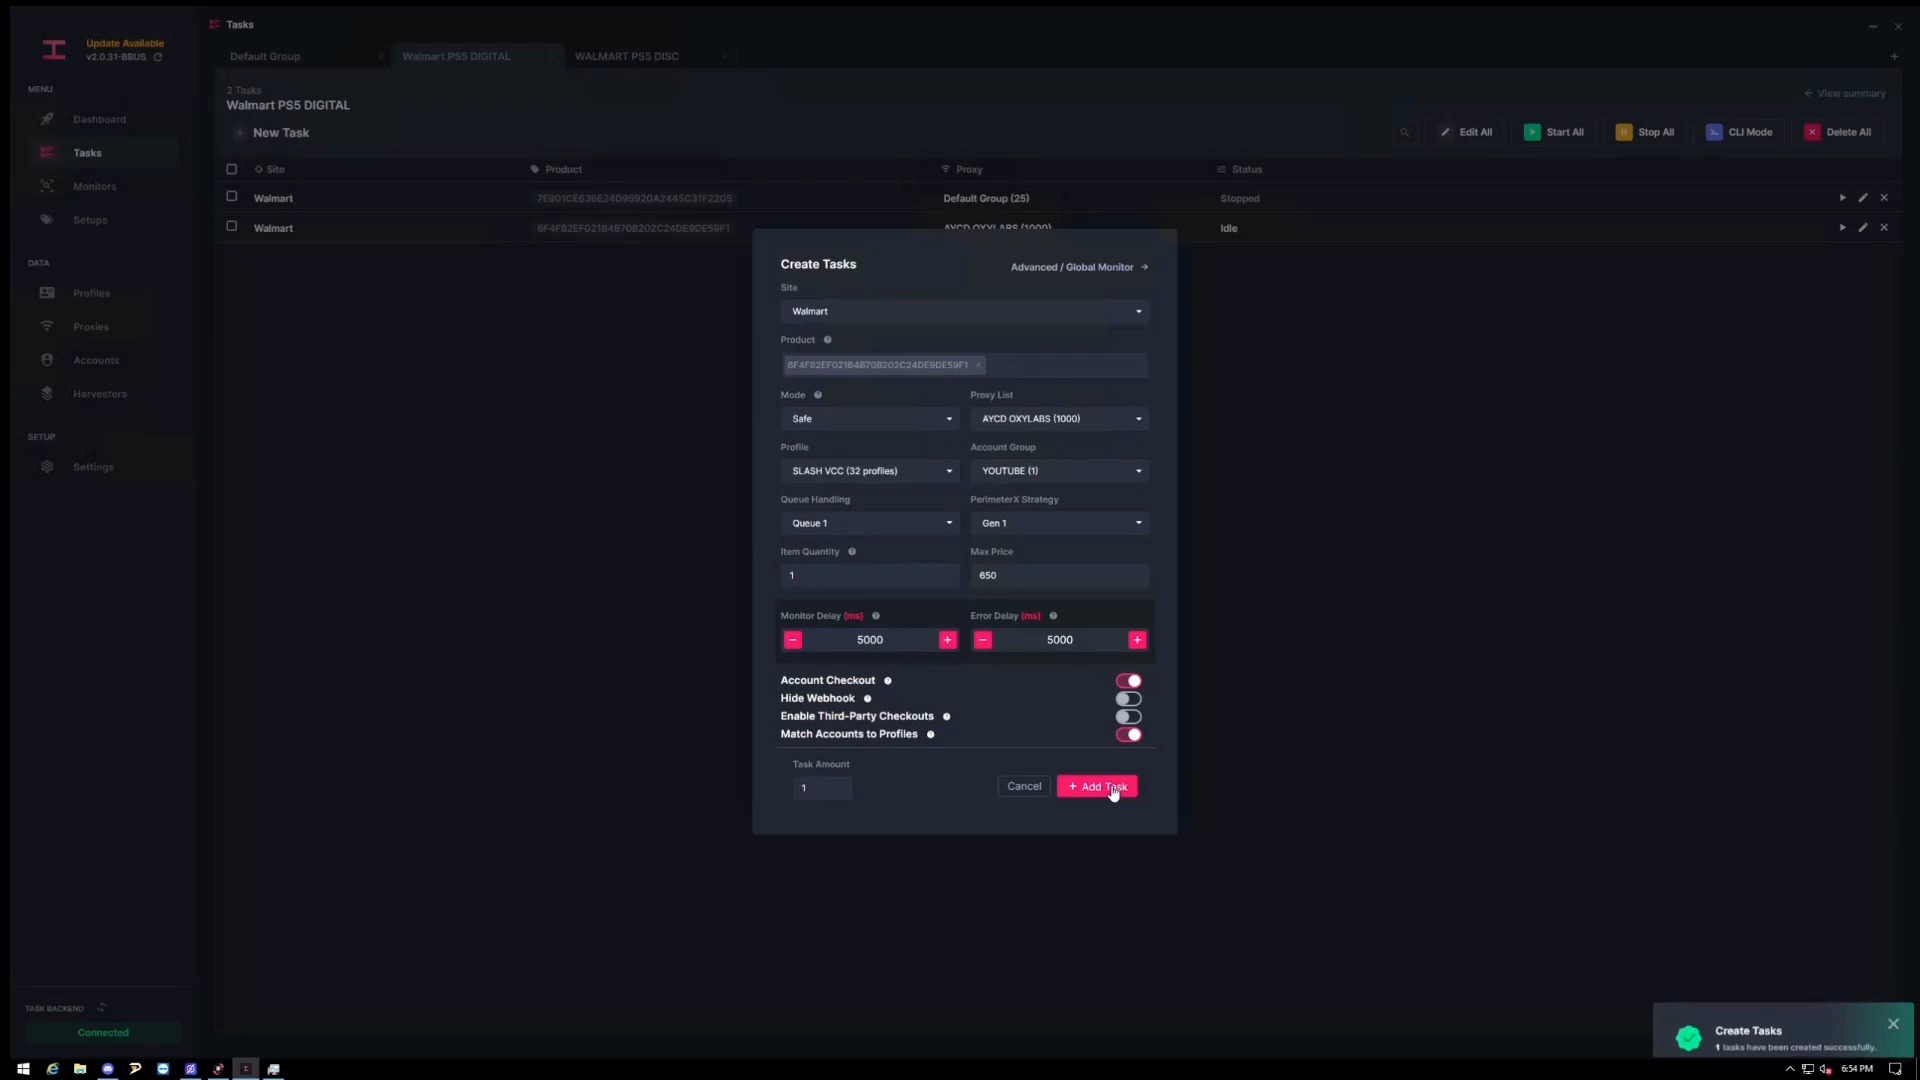 Update Available
v2.0.31-BBUS
MENU
Dashboard
Tasks
Monitors
Setups
DATA
Profiles
Proxies
Accounts
Harvesters
SETUP
Settings
TASK BACKEND
Connected
Tasks
Default Group
Walmart PS5 DIGITAL
WALMART PS5 DISC
2 Tasks
Walmart PS5 DIGITAL
View summary
New Task
Edit All
Start All
Stop All
CLI Mode
Delete All
Site
Product
Proxy
Status
Walmart
7E901CE636E24D95920A2445C31F2205
Default Group (25)
Stopped
Walmart
6F4F82EF021B4B70B202C24DE9DE59F1
AYCD OXYLABS (1000)
Idle
Create Tasks
Advanced / Global Monitor
Site
Walmart
Product
6F4F82EF021B4B70B202C24DE9DE59F1
Mode
Proxy List
Safe
AYCD OXYLABS (1000)
Profile
Account Group
SLASH VCC (32 profiles)
YOUTUBE (1)
Queue Handling
PerimeterX Strategy
Queue 1
Gen 1
Item Quantity
Max Price
1
650
Monitor Delay (ms)
Error Delay (ms)
5000
5000
Account Checkout
Hide Webhook
Enable Third-Party Checkouts
Match Accounts to Profiles
Task Amount
1
Cancel
+ Add Task
Create Tasks
1 tasks have been created successfully.
6:54 PM